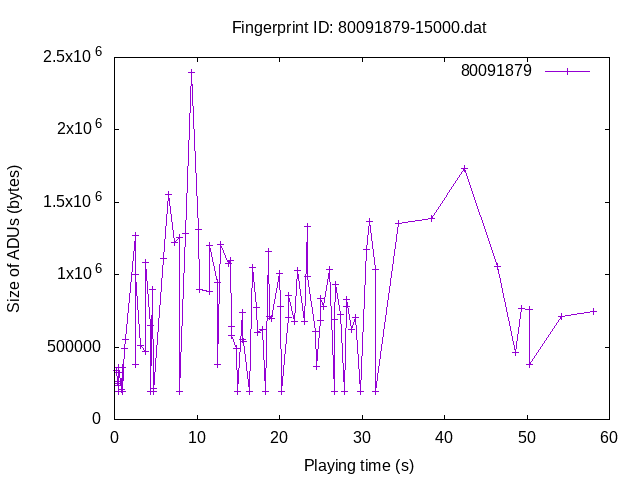 Fingerprint ID: 80091879-15000.dat
80091879
2.5x10 6
2x10 6
1.5x10 6
1x10 6
500000
0
Size of ADUs (bytes)
0 10 20 30 40 50 60
Playing time (s)